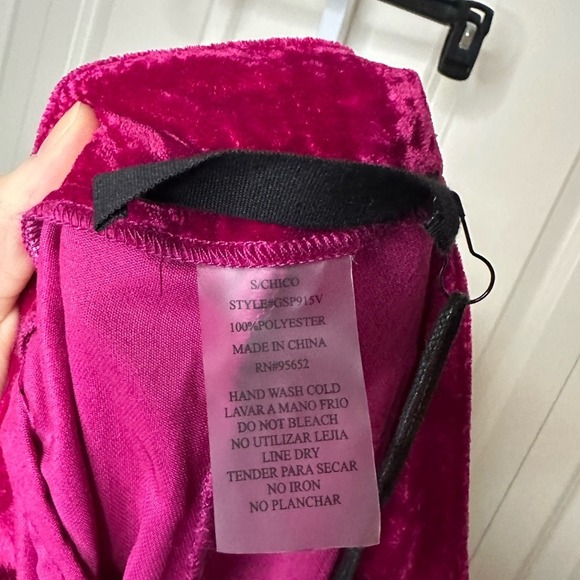 S/CHICO
STYLE#GSP915V
100%POLYESTER
MADE IN CHINA
RN#95652
HAND WASH COLD
LAVAR A MANO FRIO
DO NOT BLEACH
NO UTILIZAR LEJIA
LINE DRY
TENDER PARA SECAR
NO IRON
NO PLANCHAR